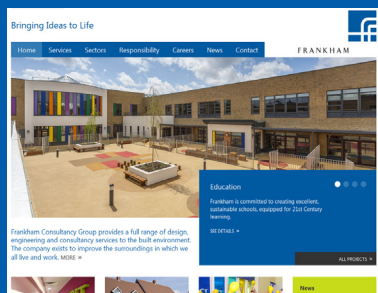 Bringing Ideas to Life
Home Services Sectors Responsibility Careers News Contact
FRANKHAM
Education
Frankham is committed to creating excellent,
sustainable schools, equipped for 21st Century
learning.
SEE DETAILS »
ALL PROJECTS »
Frankham Consultancy Group provides a full range of design,
engineering and consultancy services to the built environment.
The company exists to improve the surroundings in which we
all live and work. MORE »
News